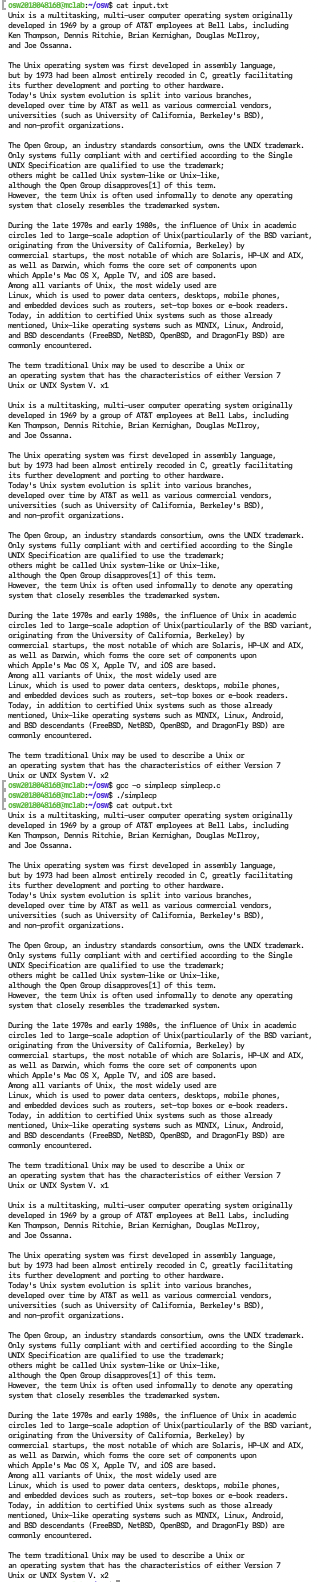 osw2018048168@mclab:~/osw$ cat input.txt
Unix is a multitasking, multi-user computer operating system originally
developed in 1969 by a group of AT&T employees at Bell Labs, including
Ken Thompson, Dennis Ritchie, Brian Kernighan, Douglas McIlroy,
and Joe Ossanna.
The Unix operating system was first developed in assembly language,
but by 1973 had been almost entirely recoded in C, greatly facilitating
its further development and porting to other hardware.
Today's Unix system evolution is split into various branches,
developed over time by AT&T as well as various commercial vendors,
universities (such as University of California, Berkeley's BSD),
and non-profit organizations.
The Open Group, an industry standards consortium, owns the UNIX trademark.
Only systems fully compliant with and certified according to the Single
UNIX Specification are qualified to use the trademark;
others might be called Unix system-like or Unix-like,
although the Open Group disapproves[1] of this term.
However, the term Unix is often used informally to denote any operating
system that closely resembles the trademarked system.
During the late 1970s and early 1980s, the influence of Unix in academic
circles led to large-scale adoption of Unix(particularly of the BSD variant,
originating from the University of California, Berkeley) by
commercial startups, the most notable of which are Solaris, HP-UX and AIX,
as well as Darwin, which forms the core set of components upon
which Apple's Mac OS X, Apple TV, and iOS are based.
Among all variants of Unix, the most widely used are
Linux, which is used to power data centers, desktops, mobile phones,
and embedded devices such as routers, set-top boxes or e-book readers.
Today, in addition to certified Unix systems such as those already
mentioned, Unix-like operating systems such as MINIX, Linux, Android,
and BSD descendants (FreeBSD, NetBSD, OpenBSD, and DragonFly BSD) are
commonly encountered.
The term traditional Unix may be used to describe a Unix or
an operating system that has the characteristics of either Version 7
Unix or UNIX System V. x1
Unix is a multitasking, multi-user computer operating system originally
developed in 1969 by a group of AT&T employees at Bell Labs, including
Ken Thompson, Dennis Ritchie, Brian Kernighan, Douglas McIlroy,
and Joe Ossanna.
The Unix operating system was first developed in assembly language,
but by 1973 had been almost entirely recoded in C, greatly facilitating
its further development and porting to other hardware.
Today's Unix system evolution is split into various branches,
developed over time by AT&T as well as various commercial vendors,
universities (such as University of California, Berkeley's BSD),
and non-profit organizations.
The Open Group, an industry standards consortium, owns the UNIX trademark.
Only systems fully compliant with and certified according to the Single
UNIX Specification are qualified to use the trademark;
others might be called Unix system-like or Unix-like,
although the Open Group disapproves[1] of this term.
However, the term Unix is often used informally to denote any operating
system that closely resembles the trademarked system.
During the late 1970s and early 1980s, the influence of Unix in academic
circles led to large-scale adoption of Unix(particularly of the BSD variant,
originating from the University of California, Berkeley) by
commercial startups, the most notable of which are Solaris, HP-UX and AIX,
as well as Darwin, which forms the core set of components upon
which Apple's Mac OS X, Apple TV, and iOS are based.
Among all variants of Unix, the most widely used are
Linux, which is used to power data centers, desktops, mobile phones,
and embedded devices such as routers, set-top boxes or e-book readers.
Today, in addition to certified Unix systems such as those already
mentioned, Unix-like operating systems such as MINIX, Linux, Android,
and BSD descendants (FreeBSD, NetBSD, OpenBSD, and DragonFly BSD) are
commonly encountered.
The term traditional Unix may be used to describe a Unix or
an operating system that has the characteristics of either Version 7
Unix or UNIX System V. x2
osw2018048168@mclab:~/osw$ gcc -o simplecp simplecp.c
osw2018048168@mclab:~/osw$ ./simplecp
osw2018048168@mclab:~/osw$ cat output.txt
Unix is a multitasking, multi-user computer operating system originally
developed in 1969 by a group of AT&T employees at Bell Labs, including
Ken Thompson, Dennis Ritchie, Brian Kernighan, Douglas McIlroy,
and Joe Ossanna.
The Unix operating system was first developed in assembly language,
but by 1973 had been almost entirely recoded in C, greatly facilitating
its further development and porting to other hardware.
Today's Unix system evolution is split into various branches,
developed over time by AT&T as well as various commercial vendors,
universities (such as University of California, Berkeley's BSD),
and non-profit organizations.
The Open Group, an industry standards consortium, owns the UNIX trademark.
Only systems fully compliant with and certified according to the Single
UNIX Specification are qualified to use the trademark;
others might be called Unix system-like or Unix-like,
although the Open Group disapproves[1] of this term.
However, the term Unix is often used informally to denote any operating
system that closely resembles the trademarked system.
During the late 1970s and early 1980s, the influence of Unix in academic
circles led to large-scale adoption of Unix(particularly of the BSD variant,
originating from the University of California, Berkeley) by
commercial startups, the most notable of which are Solaris, HP-UX and AIX,
as well as Darwin, which forms the core set of components upon
which Apple's Mac OS X, Apple TV, and iOS are based.
Among all variants of Unix, the most widely used are
Linux, which is used to power data centers, desktops, mobile phones,
and embedded devices such as routers, set-top boxes or e-book readers.
Today, in addition to certified Unix systems such as those already
mentioned, Unix-like operating systems such as MINIX, Linux, Android,
and BSD descendants (FreeBSD, NetBSD, OpenBSD, and DragonFly BSD) are
commonly encountered.
The term traditional Unix may be used to describe a Unix or
an operating system that has the characteristics of either Version 7
Unix or UNIX System V. x1
Unix is a multitasking, multi-user computer operating system originally
developed in 1969 by a group of AT&T employees at Bell Labs, including
Ken Thompson, Dennis Ritchie, Brian Kernighan, Douglas McIlroy,
and Joe Ossanna.
The Unix operating system was first developed in assembly language,
but by 1973 had been almost entirely recoded in C, greatly facilitating
its further development and porting to other hardware.
Today's Unix system evolution is split into various branches,
developed over time by AT&T as well as various commercial vendors,
universities (such as University of California, Berkeley's BSD),
and non-profit organizations.
The Open Group, an industry standards consortium, owns the UNIX trademark.
Only systems fully compliant with and certified according to the Single
UNIX Specification are qualified to use the trademark;
others might be called Unix system-like or Unix-like,
although the Open Group disapproves[1] of this term.
However, the term Unix is often used informally to denote any operating
system that closely resembles the trademarked system.
During the late 1970s and early 1980s, the influence of Unix in academic
circles led to large-scale adoption of Unix(particularly of the BSD variant,
originating from the University of California, Berkeley) by
commercial startups, the most notable of which are Solaris, HP-UX and AIX,
as well as Darwin, which forms the core set of components upon
which Apple's Mac OS X, Apple TV, and iOS are based.
Among all variants of Unix, the most widely used are
Linux, which is used to power data centers, desktops, mobile phones,
and embedded devices such as routers, set-top boxes or e-book readers.
Today, in addition to certified Unix systems such as those already
mentioned, Unix-like operating systems such as MINIX, Linux, Android,
and BSD descendants (FreeBSD, NetBSD, OpenBSD, and DragonFly BSD) are
commonly encountered.
The term traditional Unix may be used to describe a Unix or
an operating system that has the characteristics of either Version 7
Unix or UNIX System V. x2